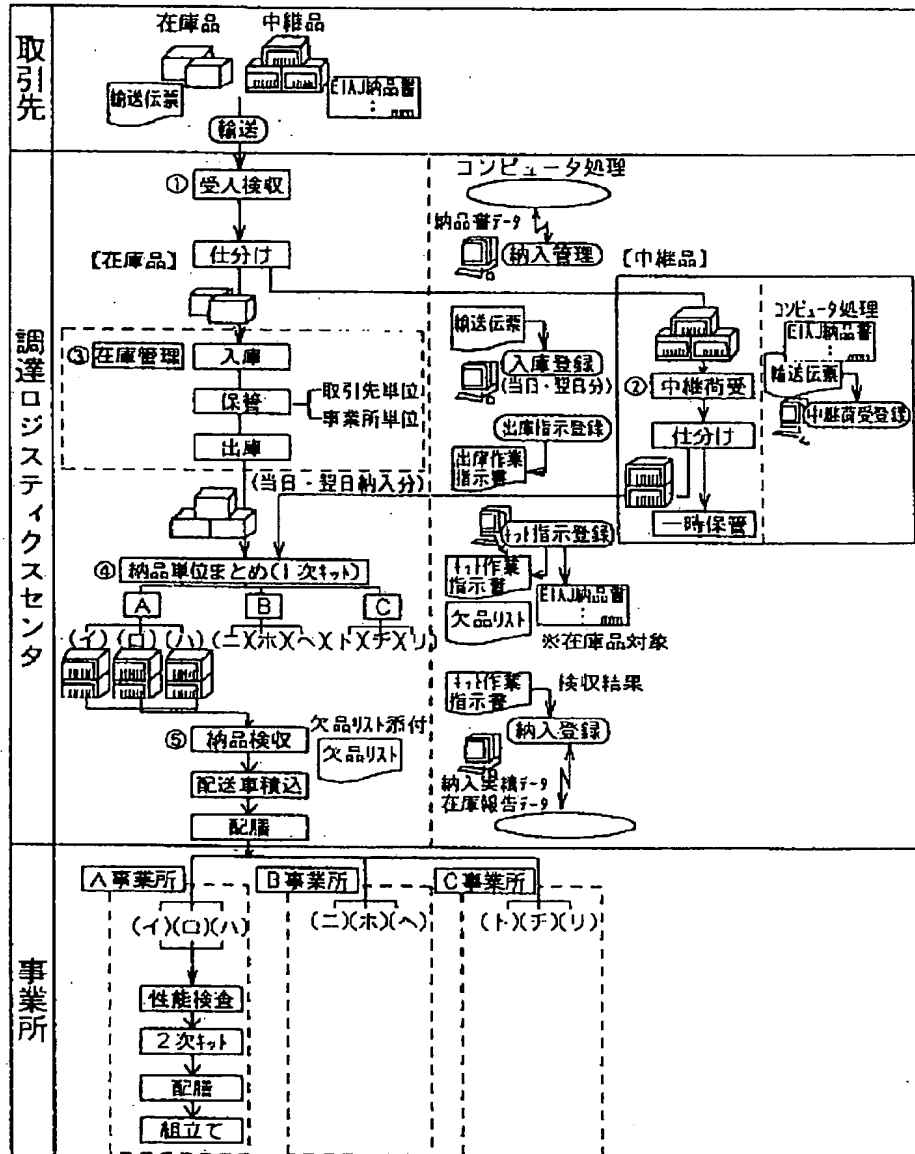 取引先
在庫品 中継品
輸送伝票
EIAJ納品書
輸送
調達ロジスティクスセンタ
① 受入検収
コンピュータ処理
納品書データ
納入管理
【在庫品】
仕分け
【中継品】
③ 在庫管理
入庫
保管
取引先単位
事業所単位
出庫
輸送伝票
入庫登録
(当日・翌日分)
出庫指示登録
出庫作業
指示書
コンピュータ処理
EIAJ納品書
輸送伝票
② 中継荷受
中継荷受登録
仕分け
一時保管
(当日・翌日納入分)
④ 納品単位まとめ(1次キット)
キット指示登録
キット作業
指示書
EIAJ納品書
欠品リスト
※在庫品対象
A B C
(イ)(ロ)(ハ)(ニ)(ホ)(ヘ)(ト)(チ)(リ)
キット作業
指示書
検収結果
⑤ 納品検収
欠品リスト添付
欠品リスト
納入登録
配送車積込
納入実績データ
在庫報告データ
配膳
事業所
A事業所 B事業所 C事業所
(イ)(ロ)(ハ) (ニ)(ホ)(ヘ) (ト)(チ)(リ)
性能検査
2次キット
配膳
組立て